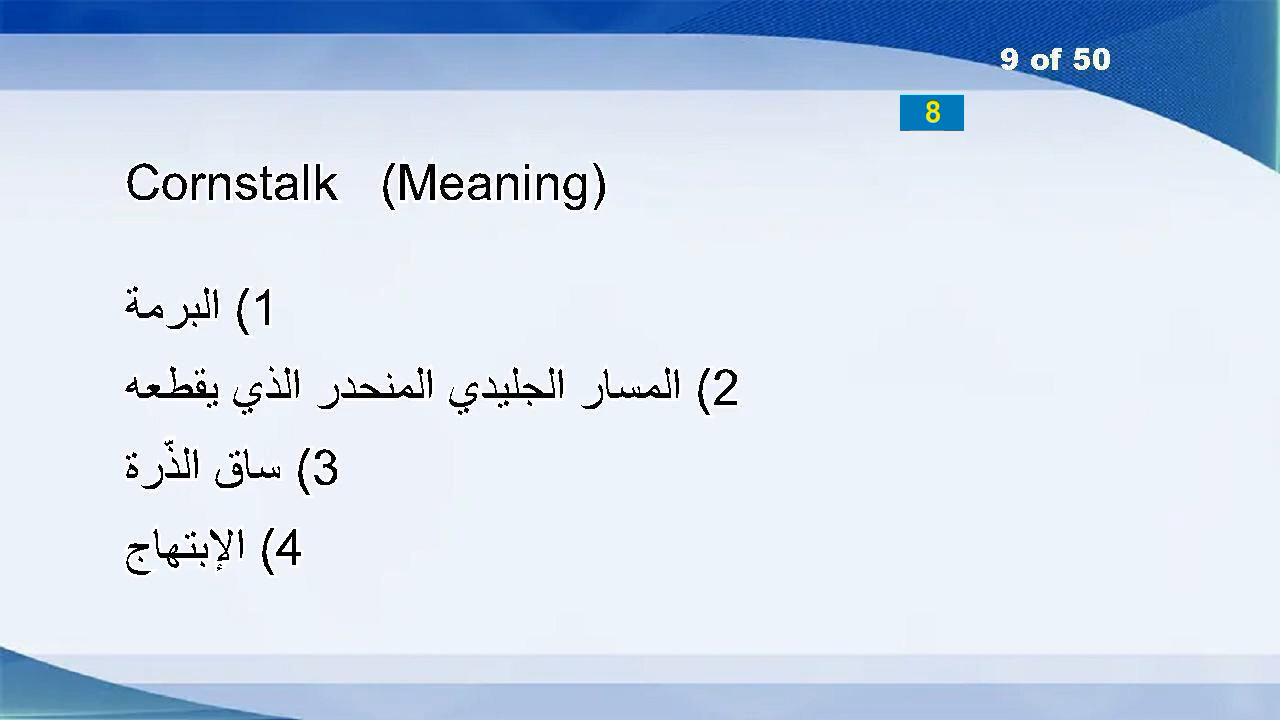 9 of 50
8
Cornstalk (Meaning)
1) البرمة
2) المسار الجليدي المنحدر الذي يقطعه
3) ساق الذّرة
4) الإبتهاج